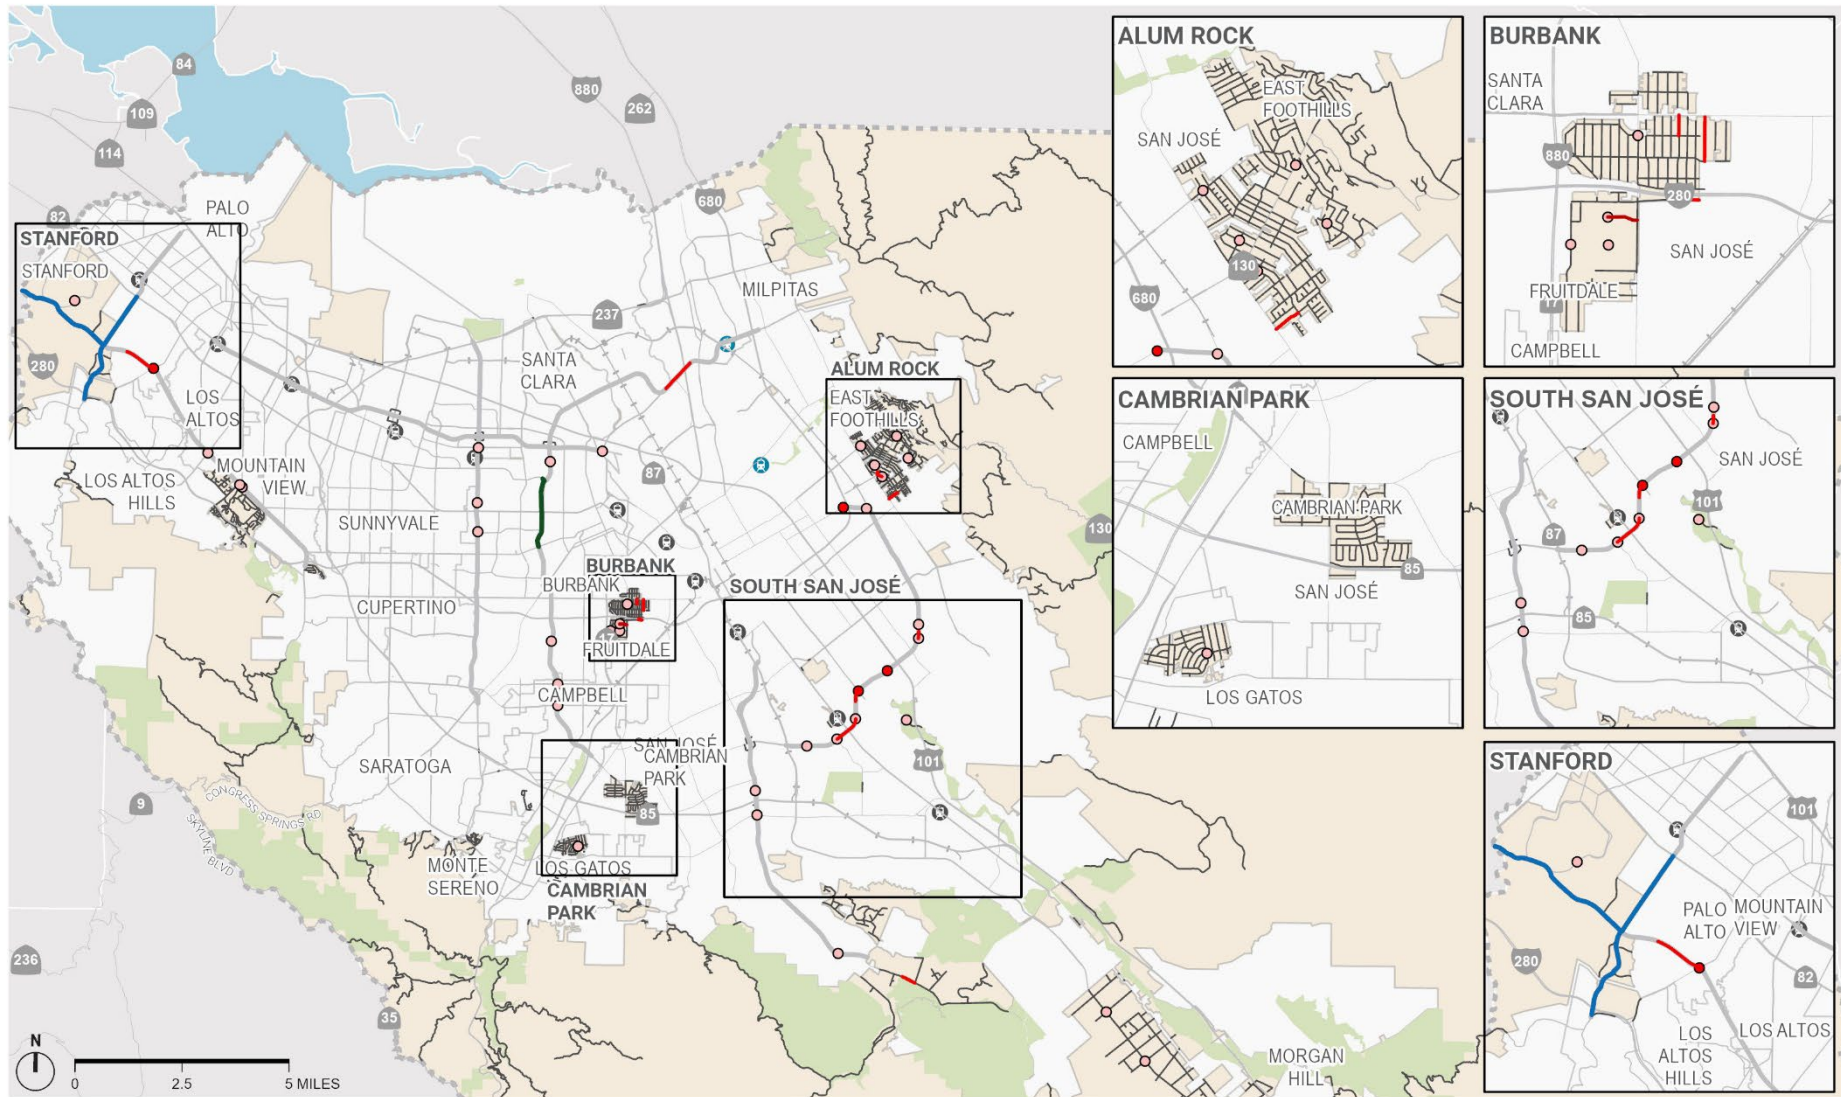 84
109
114
82
880
262
680
PALO
ALTO
STANFORD
STANFORD
280
LOS
ALTOS
LOS ALTOS
HILLS
MOUNTAIN
VIEW
237
MILPITAS
SANTA
CLARA
SUNNYVALE
87
ALUM ROCK
EAST
FOOTHILLS
130
BURBANK
BURBANK
17
FRUITDALE
CUPERTINO
CAMPBELL
SOUTH SAN JOSÉ
101
SAN JOSÉ
CAMBRIAN
PARK
85
SARATOGA
CONGRESS SPRINGS RD
SKYLINE BLVD
9
MONTE
SERENO
LOS GATOS
CAMBRIAN
PARK
236
35
MORGAN
HILL
N
0
2.5
5 MILES
ALUM ROCK
EAST
FOOTHILLS
SAN JOSÉ
130
680
BURBANK
SANTA
CLARA
880
280
SAN JOSÉ
FRUITDALE
17
CAMPBELL
CAMBRIAN PARK
CAMPBELL
CAMBRIAN PARK
85
SAN JOSÉ
LOS GATOS
SOUTH SAN JOSÉ
SAN JOSÉ
101
87
85
STANFORD
101
PALO
ALTO
MOUNTAIN
VIEW
280
82
LOS
ALTOS
HILLS
LOS ALTOS